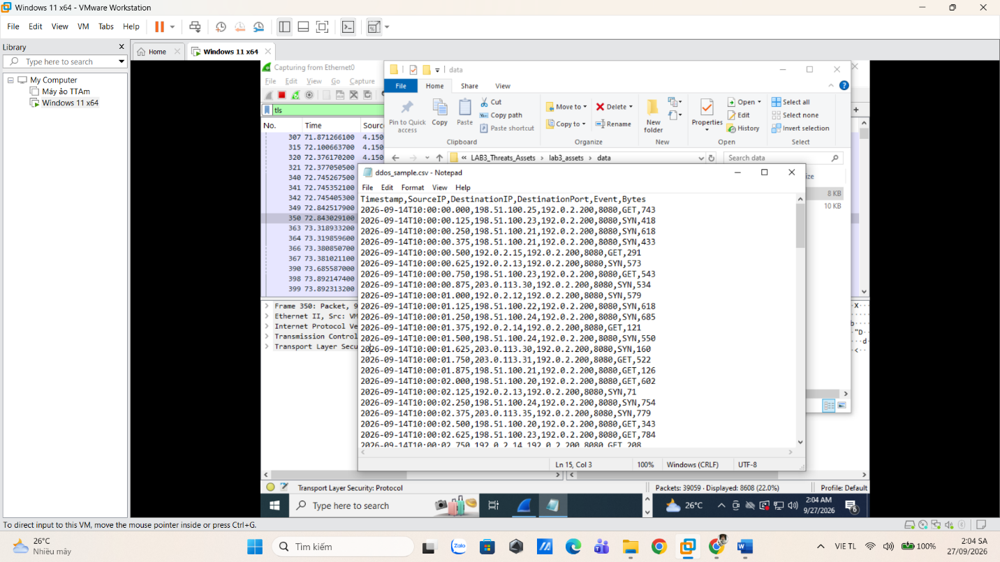 Windows 11 x64 - VMware Workstation
File Edit View VM Tabs Help
Library
Type here to search
My Computer
Máy ảo TTAm
Windows 11 x64
Home
Windows 11 x64
Capturing from Ethernet0
File Edit View Go Capture
tls
No. Time Source
307 71.871266100 4.150
315 72.100663700 4.150
320 72.376170200 4.150
321 72.377050500
340 72.745267500
341 72.745352100
342 72.745405300
349 72.842517900
350 72.843029100
363 73.318933200
364 73.319859600
366 73.380850700
367 73.381021100
390 73.685587000
398 73.892147400
399 73.892313200
Frame 350: Packet, 9
Ethernet II, Src: VM
Internet Protocol Ve
Transmission Control
Transport Layer Secu
data
File Home Share View
Pin to Quick access
Copy
Paste
Cut
Copy path
Paste shortcut
Move to
Copy to
Delete
Rename
New folder
Properties
Open
Edit
History
Select all
Select none
Invert selection
Clipboard Organize New Open Select
« LAB3_Threats_Assets › lab3_assets › data
Search data
8 KB
10 KB
ddos_sample.csv - Notepad
File Edit Format View Help
Timestamp,SourceIP,DestinationIP,DestinationPort,Event,Bytes
2026-09-14T10:00:00.000,198.51.100.25,192.0.2.200,8080,GET,743
2026-09-14T10:00:00.125,198.51.100.23,192.0.2.200,8080,SYN,418
2026-09-14T10:00:00.250,198.51.100.21,192.0.2.200,8080,SYN,618
2026-09-14T10:00:00.375,198.51.100.21,192.0.2.200,8080,SYN,433
2026-09-14T10:00:00.500,192.0.2.15,192.0.2.200,8080,GET,291
2026-09-14T10:00:00.625,192.0.2.13,192.0.2.200,8080,SYN,573
2026-09-14T10:00:00.750,198.51.100.23,192.0.2.200,8080,GET,543
2026-09-14T10:00:00.875,203.0.113.30,192.0.2.200,8080,SYN,534
2026-09-14T10:00:01.000,192.0.2.12,192.0.2.200,8080,SYN,579
2026-09-14T10:00:01.125,198.51.100.22,192.0.2.200,8080,SYN,618
2026-09-14T10:00:01.250,198.51.100.24,192.0.2.200,8080,SYN,685
2026-09-14T10:00:01.375,192.0.2.14,192.0.2.200,8080,GET,121
2026-09-14T10:00:01.500,198.51.100.24,192.0.2.200,8080,SYN,550
2026-09-14T10:00:01.625,203.0.113.30,192.0.2.200,8080,SYN,160
2026-09-14T10:00:01.750,203.0.113.31,192.0.2.200,8080,GET,522
2026-09-14T10:00:01.875,198.51.100.21,192.0.2.200,8080,GET,126
2026-09-14T10:00:02.000,198.51.100.20,192.0.2.200,8080,GET,602
2026-09-14T10:00:02.125,192.0.2.13,192.0.2.200,8080,SYN,71
2026-09-14T10:00:02.250,198.51.100.24,192.0.2.200,8080,SYN,754
2026-09-14T10:00:02.375,203.0.113.35,192.0.2.200,8080,SYN,779
2026-09-14T10:00:02.500,198.51.100.20,192.0.2.200,8080,GET,343
2026-09-14T10:00:02.625,198.51.100.23,192.0.2.200,8080,GET,784
2026-09-14T10:00:02.750,192.0.2.14,192.0.2.200,8080,GET,208
Ln 15, Col 3 100% Windows (CRLF) UTF-8
Transport Layer Security: Protocol
Packets: 39059 · Displayed: 8608 (22.0%)
Profile: Default
Type here to search
26°C
2:04 AM
9/27/2026
6
To direct input to this VM, move the mouse pointer inside or press Ctrl+G.
26°C
Nhiều mây
Tìm kiếm
Zalo
VIE TL
100%
2:04 SA
27/09/2026